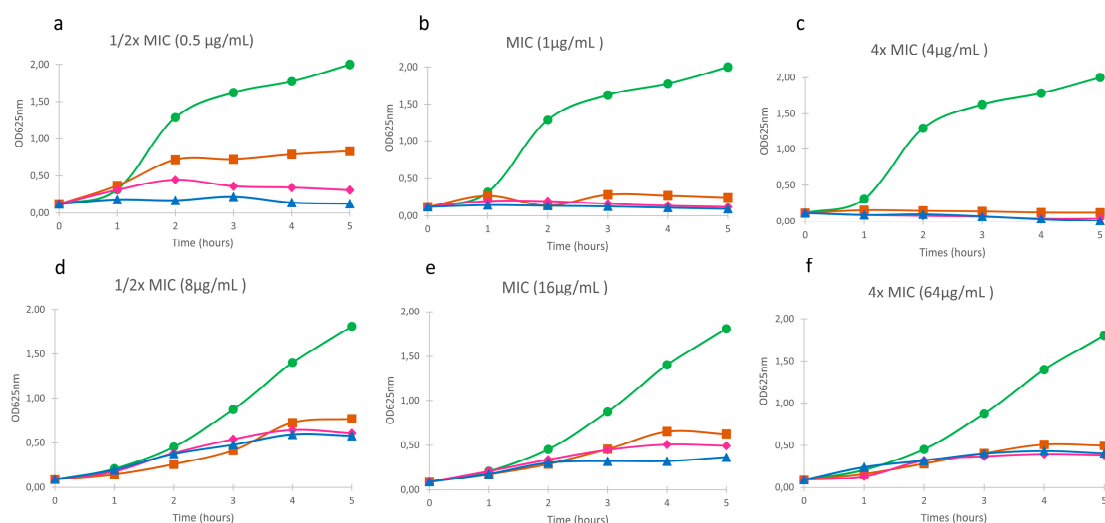 a
1/2x MIC (0.5 µg/mL)
2,00
1,50
1,00
0,50
0,00
OD625nm
0 1 2 3 4 5
Time (hours)
b
MIC (1µg/mL )
2,00
1,50
1,00
0,50
0,00
OD625nm
0 1 2 3 4 5
Time (hours)
c
4x MIC (4µg/mL )
2,00
1,50
1,00
0,50
0,00
OD625nm
0 1 2 3 4 5
Times (hours)
d
1/2x MIC (8µg/mL )
2,00
1,50
1,00
0,50
0,00
OD625nm
0 1 2 3 4 5
Time (hours)
e
MIC (16µg/mL )
2,00
1,50
1,00
0,50
0,00
OD625nm
0 1 2 3 4 5
Time (hours)
f
4x MIC (64µg/mL )
2,00
1,50
1,00
0,50
0,00
OD625nm
0 1 2 3 4 5
Times (hours)